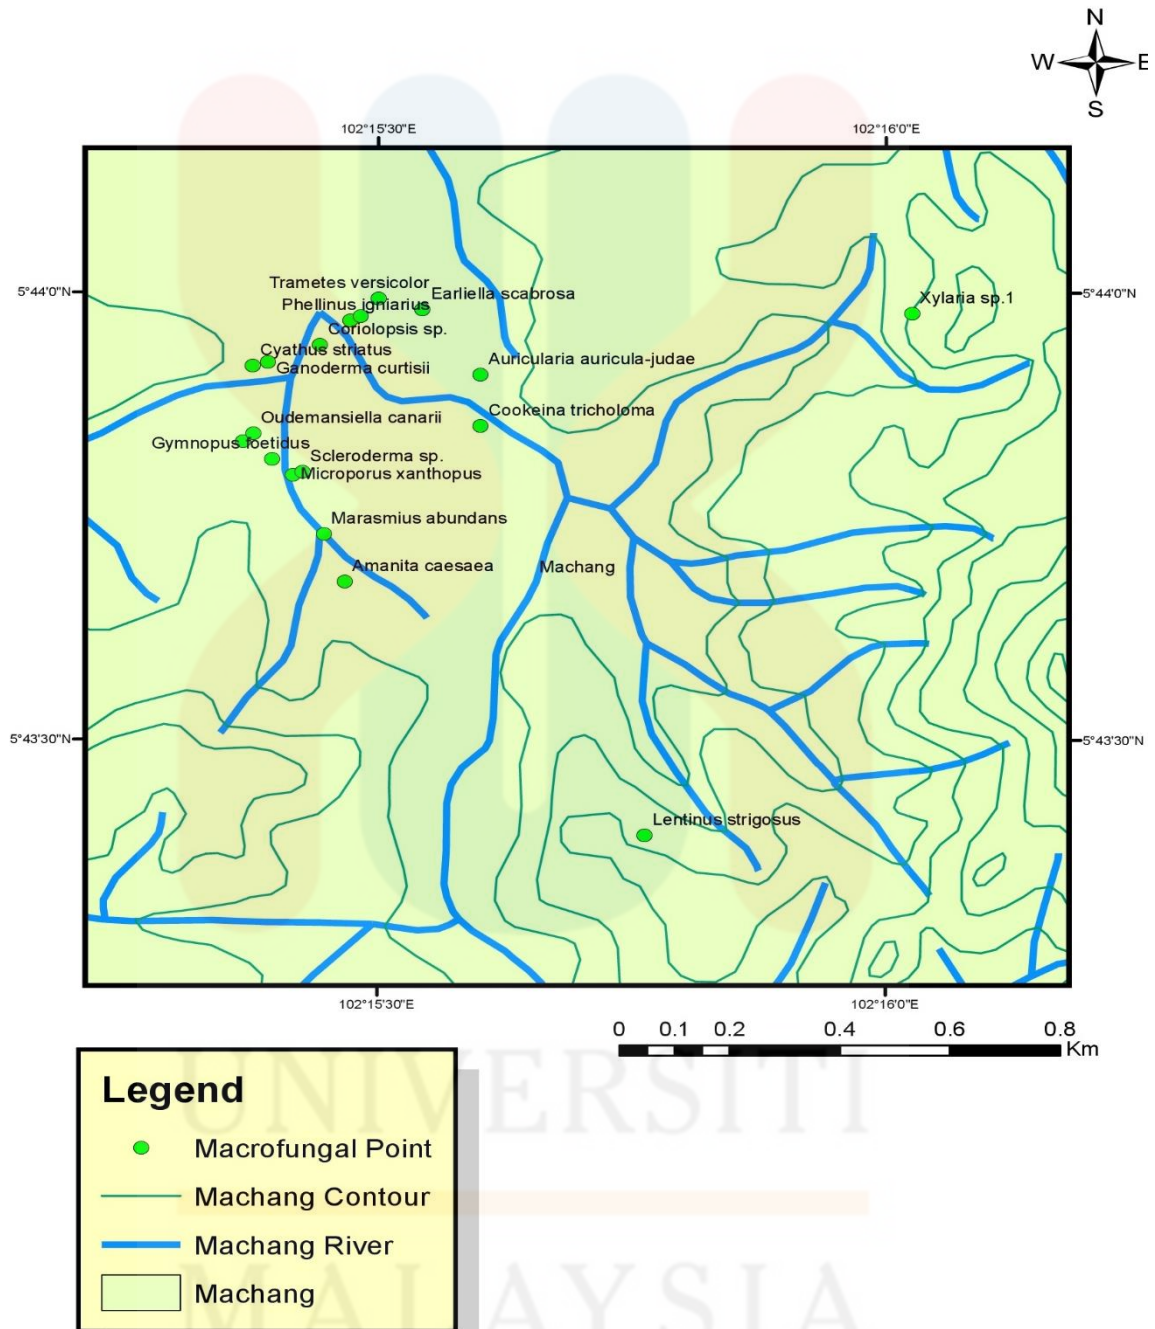 N
W E
S
102°15'30"E 102°16'0"E
5°44'0"N 5°44'0"N
Trametes versicolor
Earliella scabrosa
Xylaria sp.1
Phellinus igniarius
Coriolopsis sp.
Cyathus striatus
Auricularia auricula-judae
Ganoderma curtisii
Cookeina tricholoma
Oudemansiella canarii
Gymnopus foetidus
Scleroderma sp.
Microporus xanthopus
Marasmius abundans
Amanita caesaea
Machang
5°43'30"N 5°43'30"N
Lentinus strigosus
102°15'30"E 102°16'0"E
0 0.1 0.2 0.4 0.6 0.8
Km
Legend
Macrofungal Point
Machang Contour
Machang River
Machang
UNIVERSITI
MALAYSIA